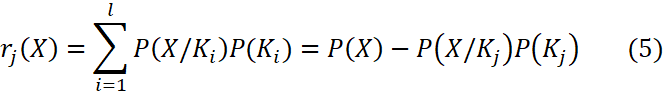 r_j(X) = \sum_{i=1}^{l} P(X/K_i)P(K_i) = P(X) − P(X/K_j)P(K_j) (5)